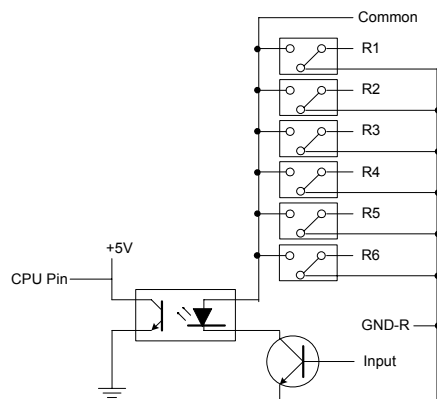 Common
R1
R2
R3
R4
R5
R6
+5V
CPU Pin
GND-R
Input